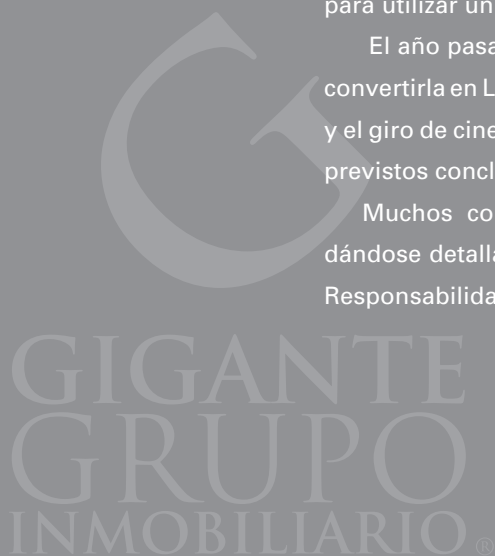 para utilizar un
El año pasa
convertirla en L
y el giro de cine
previstos concl
Muchos co
dándose detalla
Responsabilida
G
GIGANTE
GRUPO
INMOBILIARIO®